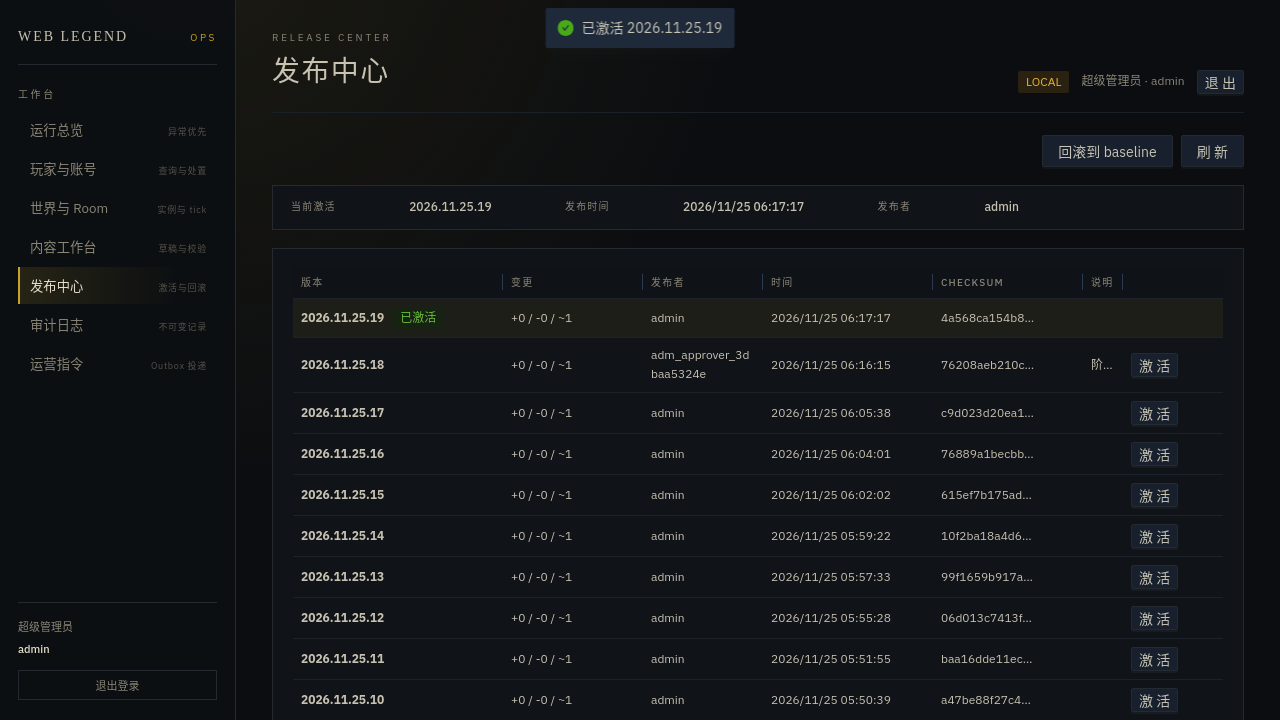 WEB LEGEND OPS
工作台
运行总览 异常优先
玩家与账号 查询与处置
世界与 Room 实例与 tick
内容工作台 草稿与校验
发布中心 激活与回滚
审计日志 不可变记录
运营指令 Outbox 投递
超级管理员
admin
退出登录
已激活 2026.11.25.19
RELEASE CENTER
发布中心
LOCAL 超级管理员 · admin 退 出
回滚到 baseline 刷 新
当前激活 2026.11.25.19 发布时间 2026/11/25 06:17:17 发布者 admin
版本 变更 发布者 时间 CHECKSUM 说明
2026.11.25.19 已激活 +0 / -0 / ~1 admin 2026/11/25 06:17:17 4a568ca154b8...
2026.11.25.18 +0 / -0 / ~1 adm_approver_3d
baa5324e 2026/11/25 06:16:15 76208aeb210c... 阶... 激 活
2026.11.25.17 +0 / -0 / ~1 admin 2026/11/25 06:05:38 c9d023d20ea1... 激 活
2026.11.25.16 +0 / -0 / ~1 admin 2026/11/25 06:04:01 76889a1becbb... 激 活
2026.11.25.15 +0 / -0 / ~1 admin 2026/11/25 06:02:02 615ef7b175ad... 激 活
2026.11.25.14 +0 / -0 / ~1 admin 2026/11/25 05:59:22 10f2ba18a4d6... 激 活
2026.11.25.13 +0 / -0 / ~1 admin 2026/11/25 05:57:33 99f1659b917a... 激 活
2026.11.25.12 +0 / -0 / ~1 admin 2026/11/25 05:55:28 06d013c7413f... 激 活
2026.11.25.11 +0 / -0 / ~1 admin 2026/11/25 05:51:55 baa16dde11ec... 激 活
2026.11.25.10 +0 / -0 / ~1 admin 2026/11/25 05:50:39 a47be88f27c4... 激 活